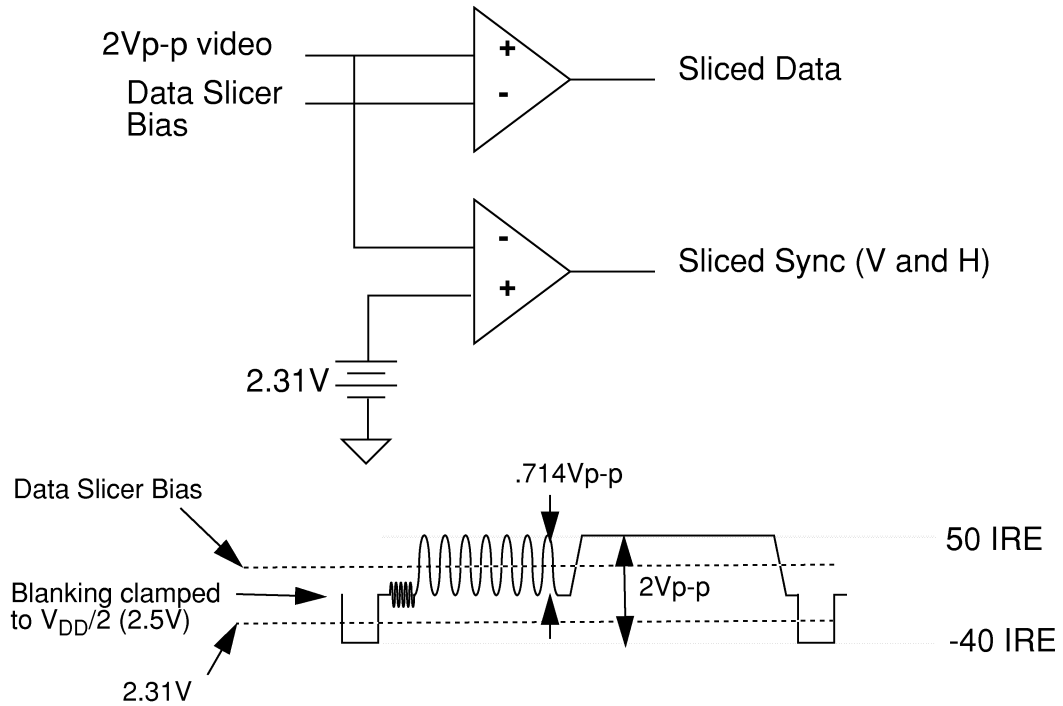 2Vp-p video
+
Sliced Data
Data Slicer
Bias
-
-
Sliced Sync (V and H)
+
2.31V
.714Vp-p
Data Slicer Bias
50 IRE
Blanking clamped
to VDD/2 (2.5V)
2Vp-p
-40 IRE
2.31V